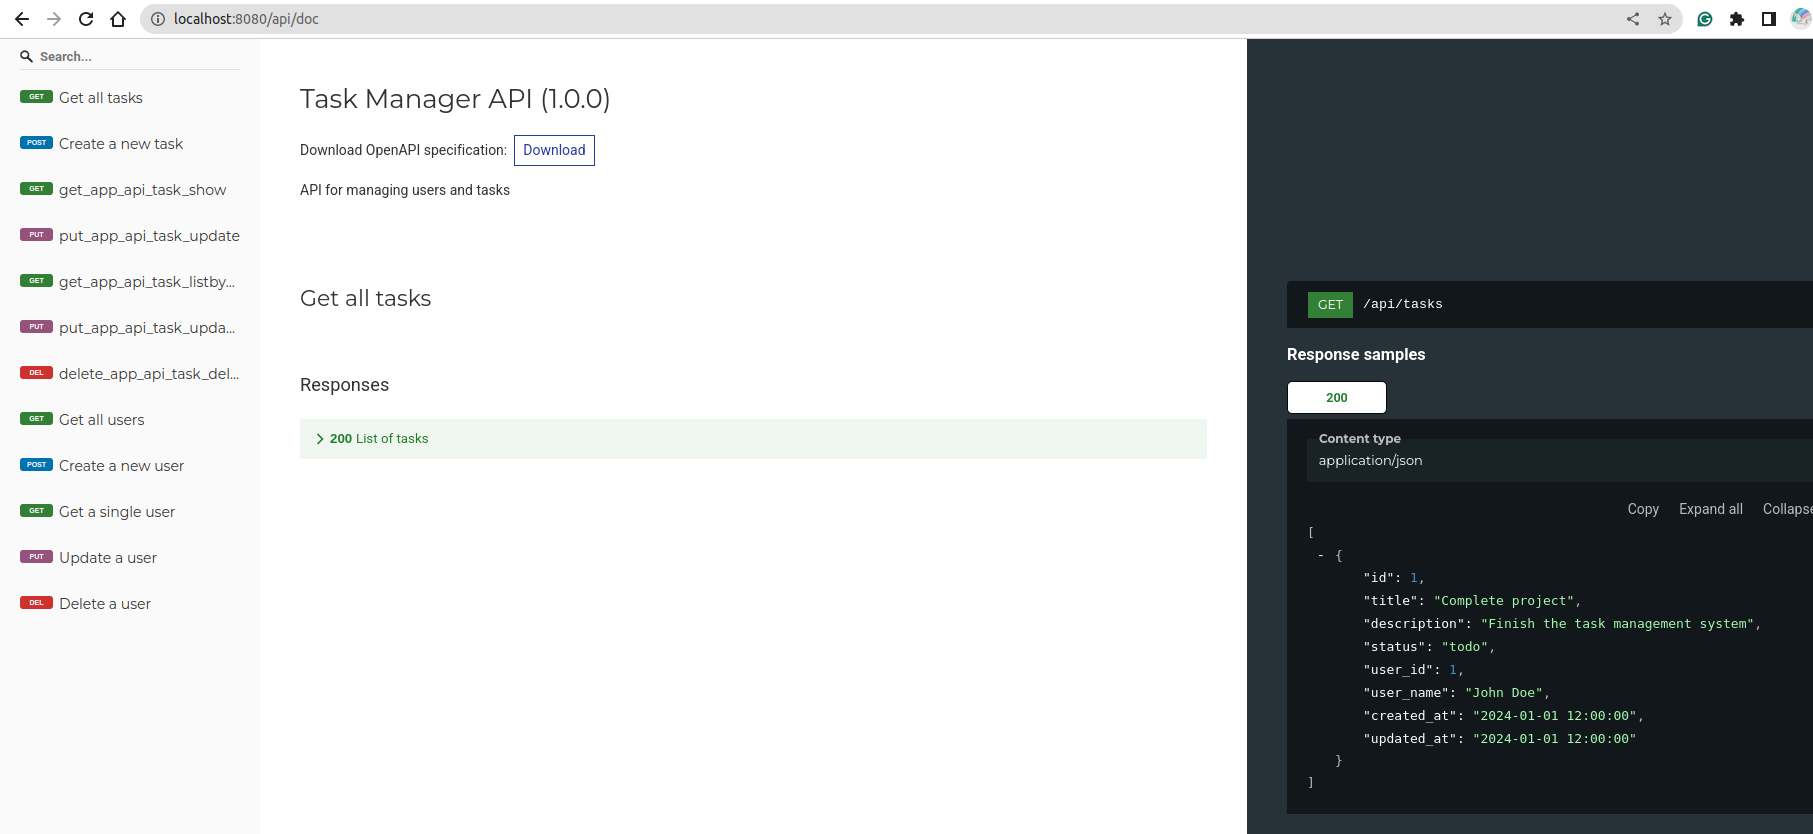 localhost:8080/api/doc
Search...
GET Get all tasks
POST Create a new task
GET get_app_api_task_show
PUT put_app_api_task_update
GET get_app_api_task_listby...
PUT put_app_api_task_upda...
DEL delete_app_api_task_del...
GET Get all users
POST Create a new user
GET Get a single user
PUT Update a user
DEL Delete a user
Task Manager API (1.0.0)
Download OpenAPI specification: Download
API for managing users and tasks
Get all tasks
Responses
200 List of tasks
GET /api/tasks
Response samples
200
Content type
application/json
Copy Expand all Collapse
[
- {
"id": 1,
"title": "Complete project",
"description": "Finish the task management system",
"status": "todo",
"user_id": 1,
"user_name": "John Doe",
"created_at": "2024-01-01 12:00:00",
"updated_at": "2024-01-01 12:00:00"
}
]